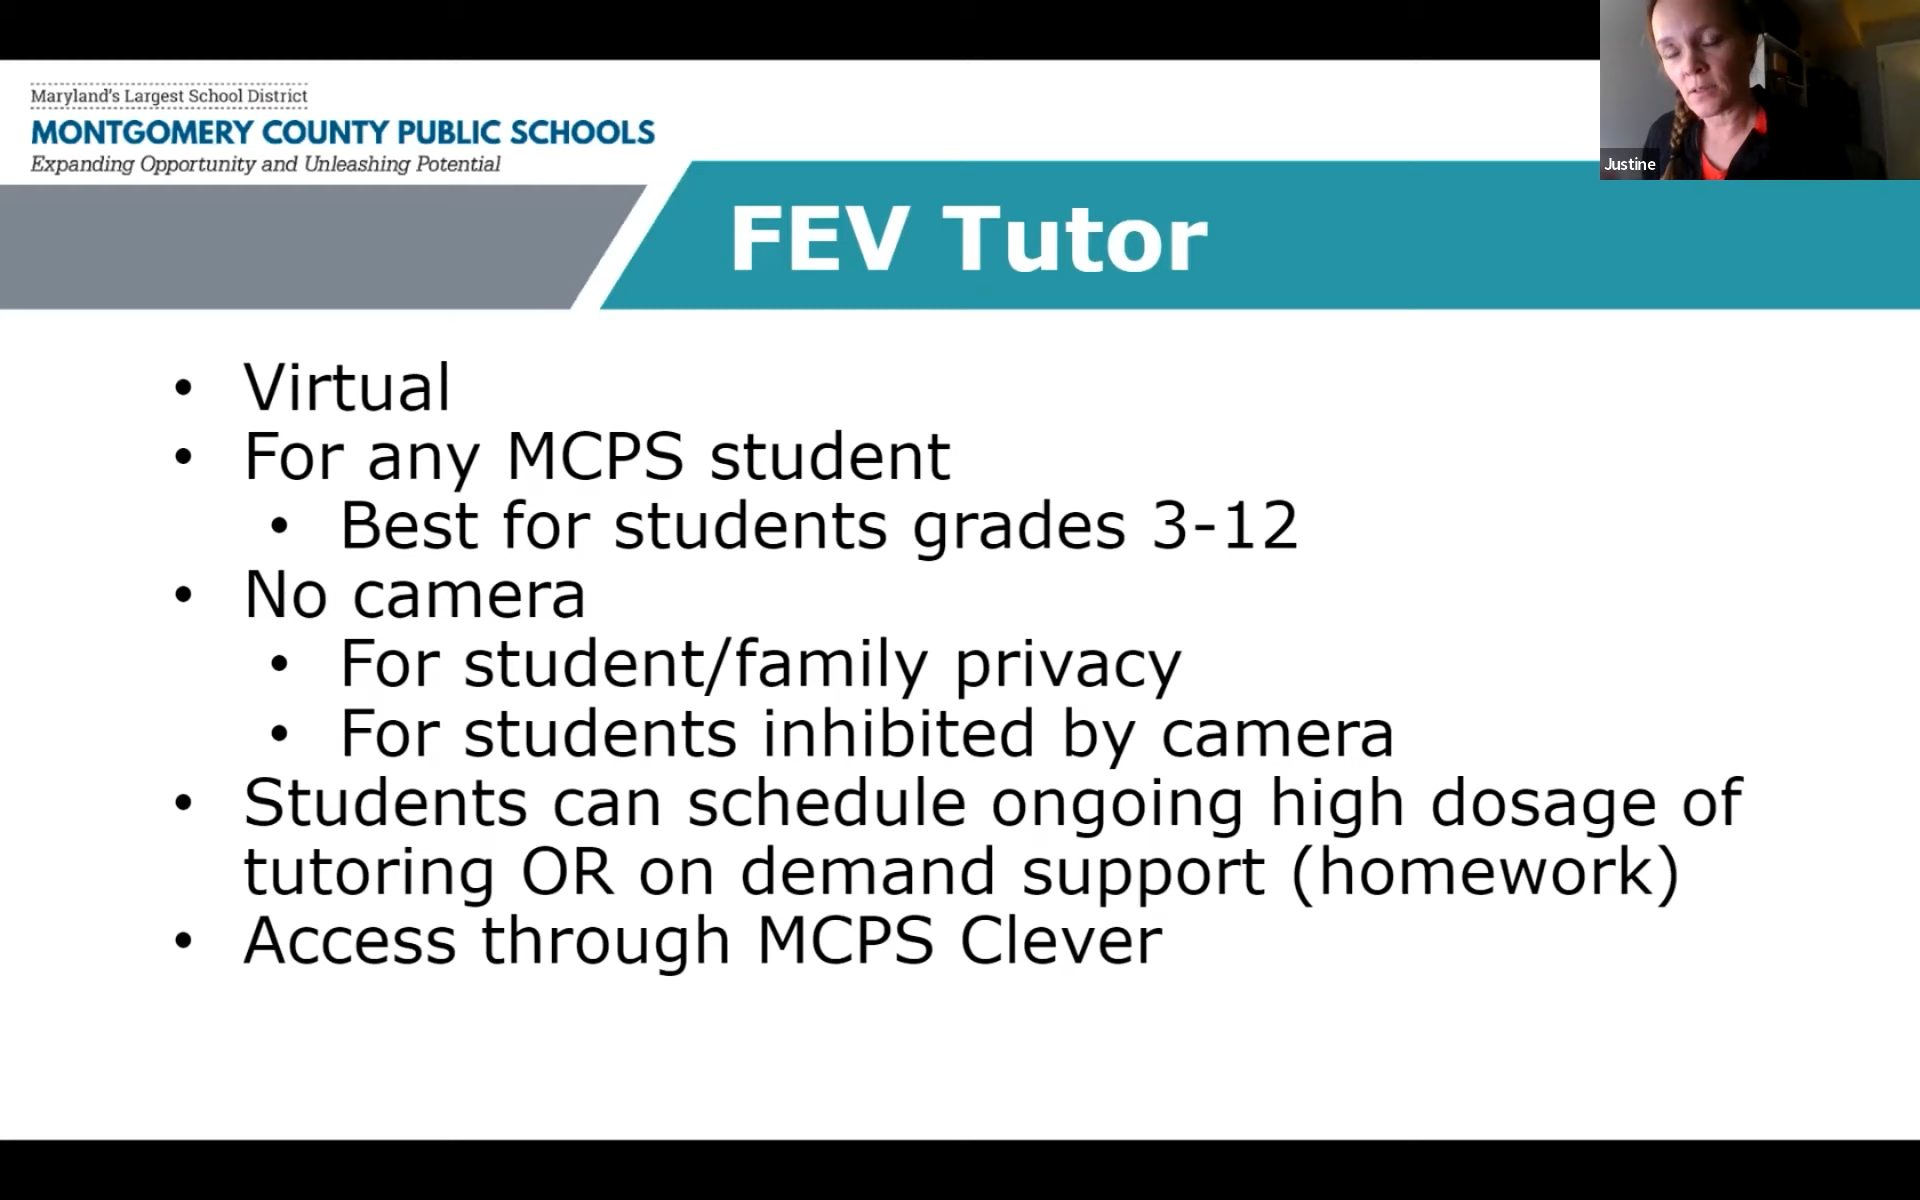 Maryland's Largest School District
MONTGOMERY COUNTY PUBLIC SCHOOLS
Expanding Opportunity and Unleashing Potential
Justine
FEV Tutor
• Virtual
• For any MCPS student
• Best for students grades 3-12
• No camera
• For student/family privacy
• For students inhibited by camera
• Students can schedule ongoing high dosage of
tutoring OR on demand support (homework)
• Access through MCPS Clever